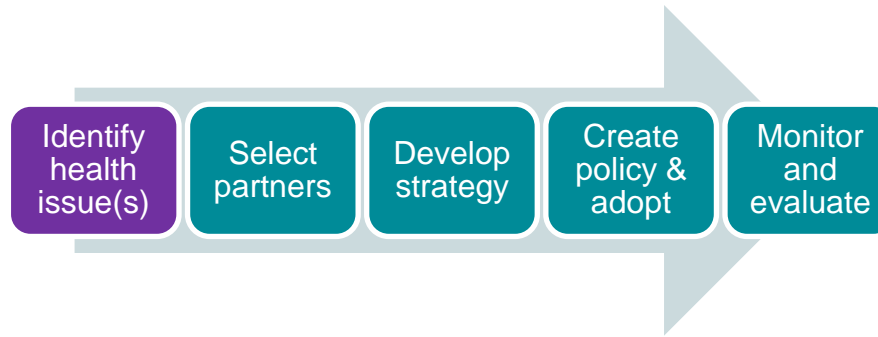 Identify
health
issue(s)
Select
partners
Develop
strategy
Create
policy &
adopt
Monitor
and
evaluate